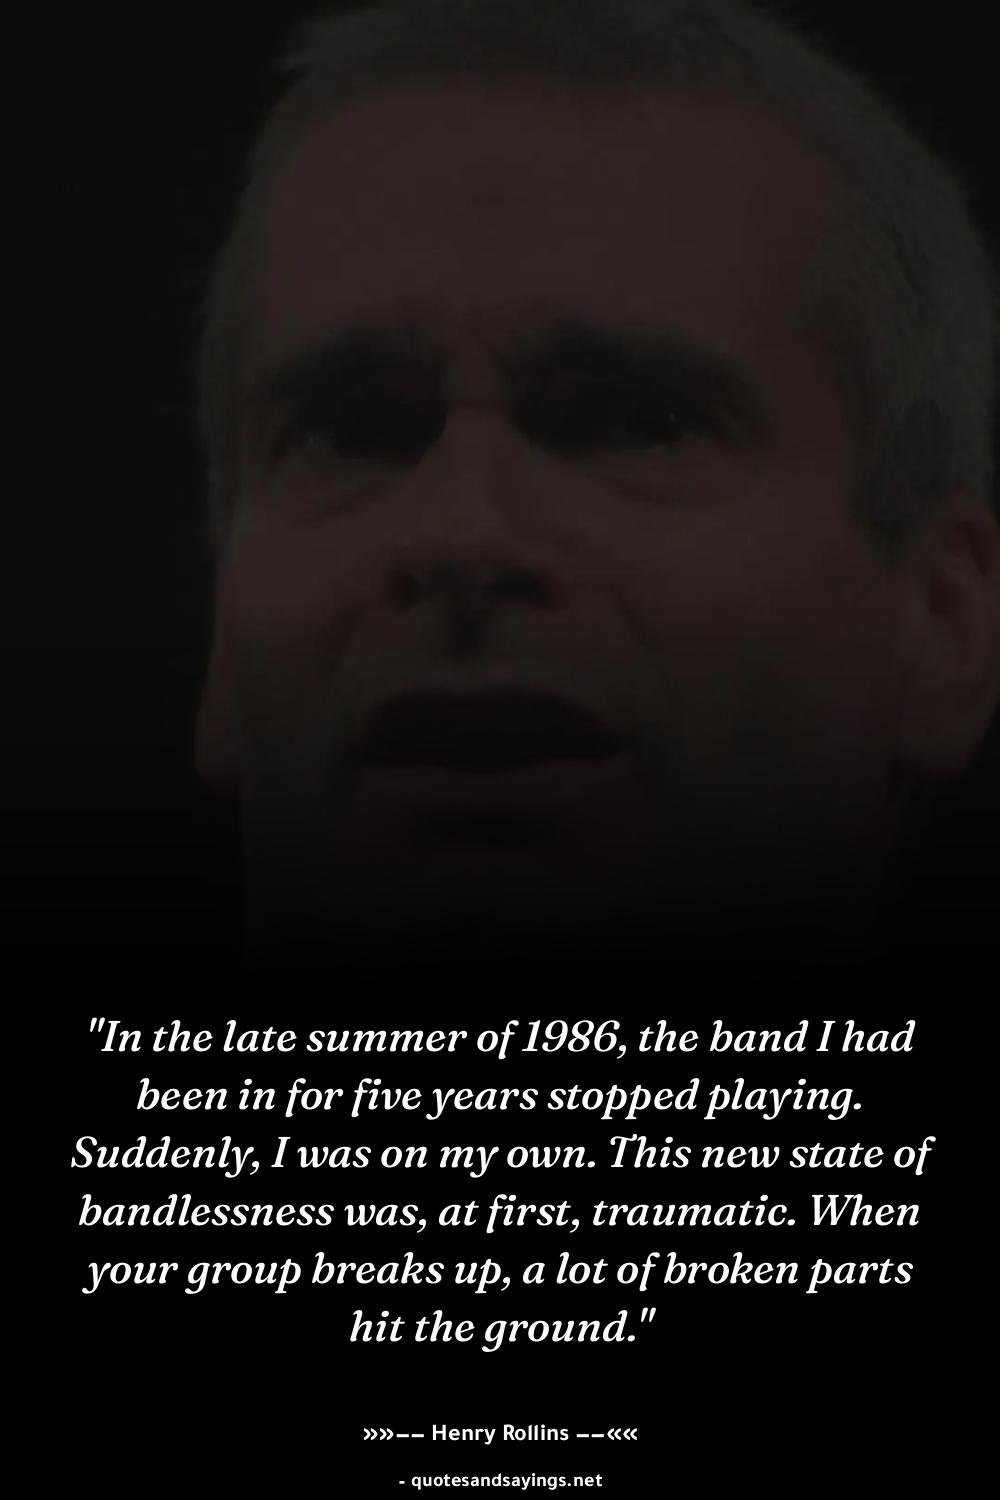 "In the late summer of 1986, the band I had
been in for five years stopped playing.
Suddenly, I was on my own. This new state of
bandlessness was, at first, traumatic. When
your group breaks up, a lot of broken parts
hit the ground."
»»–– Henry Rollins ––««
- quotesandsayings.net